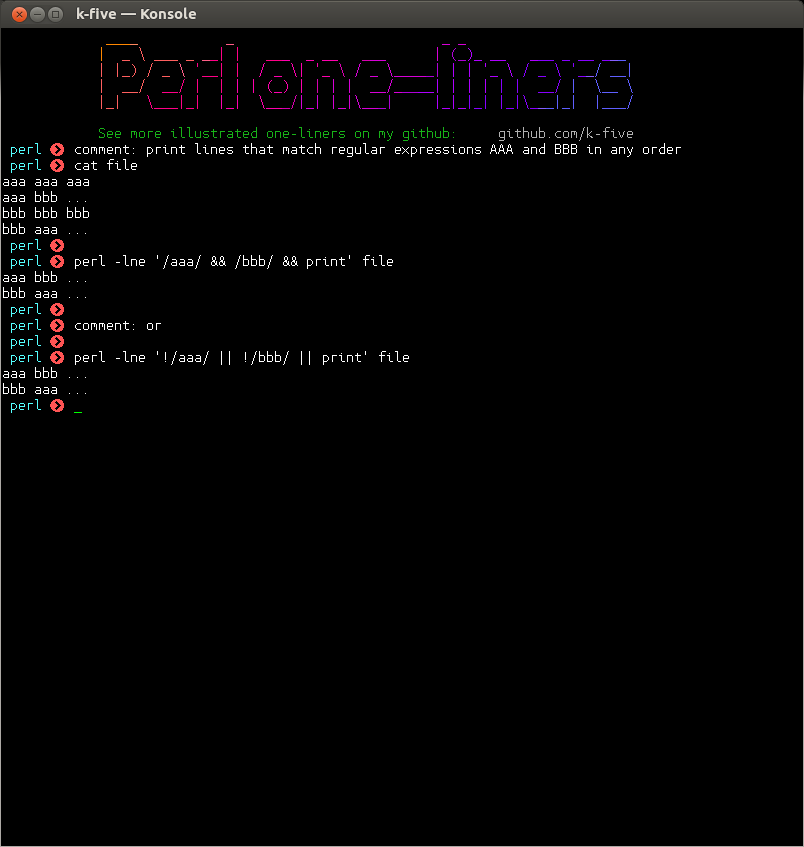 k-five — Konsole
Perl one-liners
See more illustrated one-liners on my github: github.com/k-five
perl comment: print lines that match regular expressions AAA and BBB in any order
perl cat file
aaa aaa aaa
aaa bbb ...
bbb bbb bbb
bbb aaa ...
perl
perl perl -lne '/aaa/ && /bbb/ && print' file
aaa bbb ...
bbb aaa ...
perl
perl comment: or
perl
perl perl -lne '!/aaa/ || !/bbb/ || print' file
aaa bbb ...
bbb aaa ...
perl _